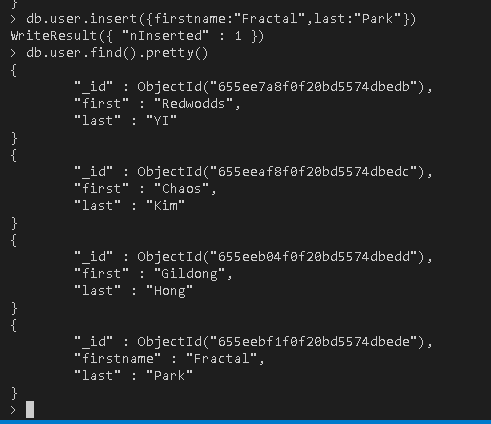 }
> db.user.insert({firstname:"Fractal",last:"Park"})
WriteResult({ "nInserted" : 1 })
> db.user.find().pretty()
{
"_id" : ObjectId("655ee7a8f0f20bd5574dbedb"),
"first" : "Redwodds",
"last" : "YI"
}
{
"_id" : ObjectId("655eeaf8f0f20bd5574dbedc"),
"first" : "Chaos",
"last" : "Kim"
}
{
"_id" : ObjectId("655eeb04f0f20bd5574dbedd"),
"first" : "Gildong",
"last" : "Hong"
}
{
"_id" : ObjectId("655eebf1f0f20bd5574dbede"),
"firstname" : "Fractal",
"last" : "Park"
}
>